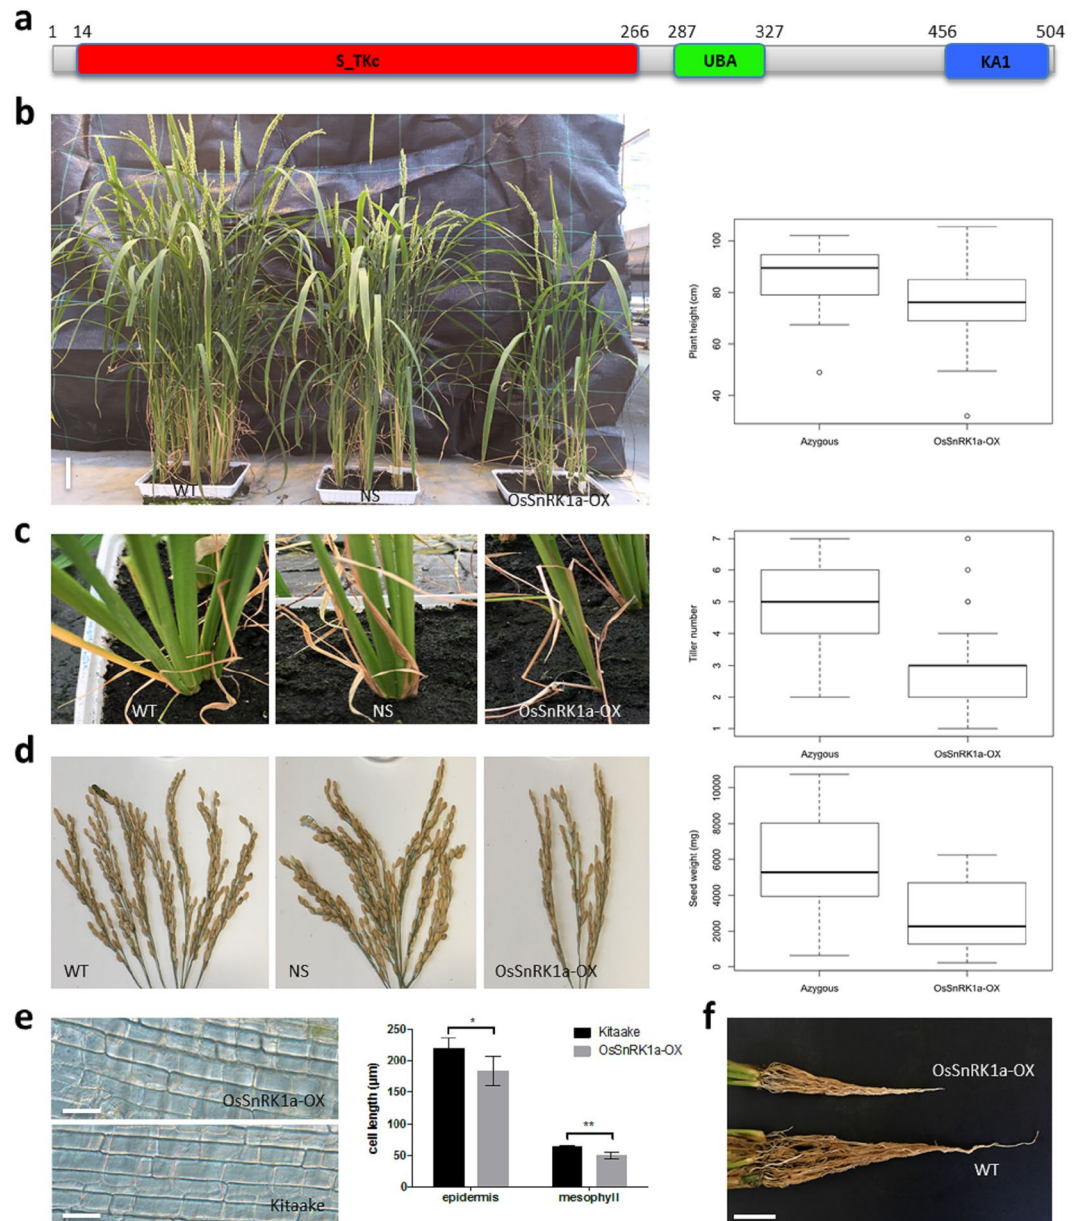 a
1 14 266 287 327 456 504
S_TKc UBA KA1
b
WT NS OsSnRK1a-OX
Plant height (cm)
100
80
60
40
Azygous OsSnRK1a-OX
c
WT NS OsSnRK1a-OX
Tiller number
7
6
5
4
3
2
1
Azygous OsSnRK1a-OX
d
WT NS OsSnRK1a-OX
Seed weight (mg)
10000
8000
6000
4000
2000
0
Azygous OsSnRK1a-OX
e
OsSnRK1a-OX
Kitaake
cell length (µm)
250
200
150
100
50
0
*
**
Kitaake
OsSnRK1a-OX
epidermis mesophyll
f
OsSnRK1a-OX
WT